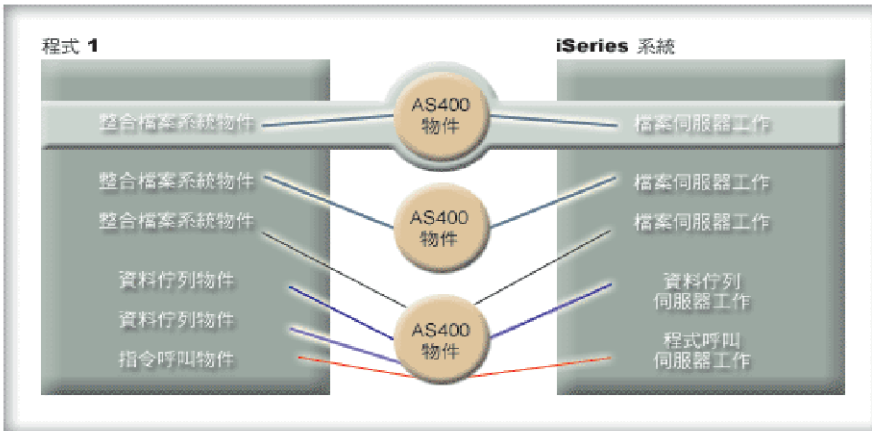 程式 1
iSeries 系統
整合檔案系統物件
AS400
物件
檔案伺服器工作
整合檔案系統物件
AS400
物件
檔案伺服器工作
整合檔案系統物件
檔案伺服器工作
資料佇列物件
資料佇列物件
指令呼叫物件
AS400
物件
資料佇列
伺服器工作
程式呼叫
伺服器工作